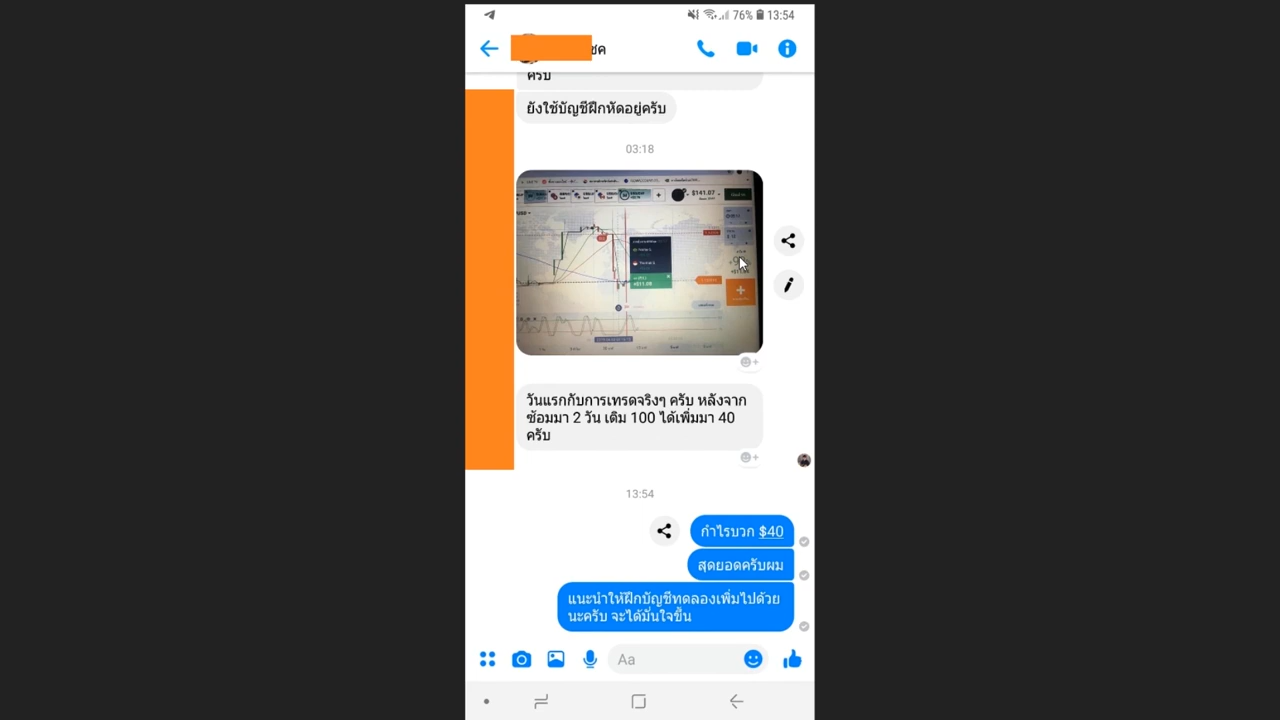 76% 13:54
ชค
ครับ
ยังใช้บัญชีฝึกหัดอยู่ครับ
03:18
$141.07
+$11.08
วันแรกกับการเทรดจริงๆ ครับ หลังจาก
ซ้อมมา 2 วัน เดิม 100 ได้เพิ่มมา 40
ครับ
13:54
กำไรบวก $40
สุดยอดครับผม
แนะนำให้ฝึกบัญชีทดลองเพิ่มไปด้วย
นะครับ จะได้มั่นใจขึ้น
Aa